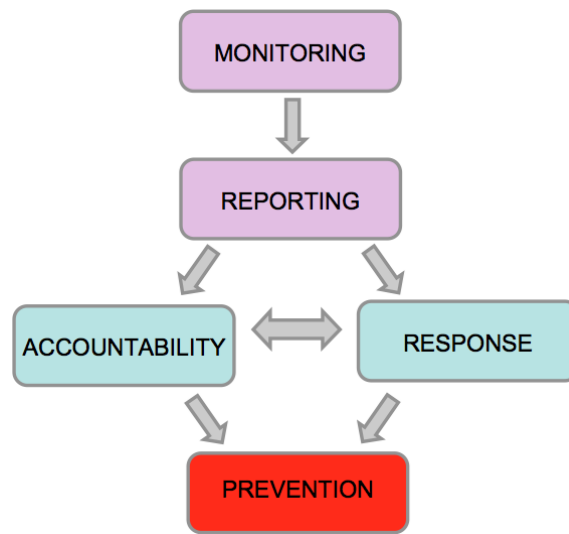 MONITORING
REPORTING
ACCOUNTABILITY
RESPONSE
PREVENTION